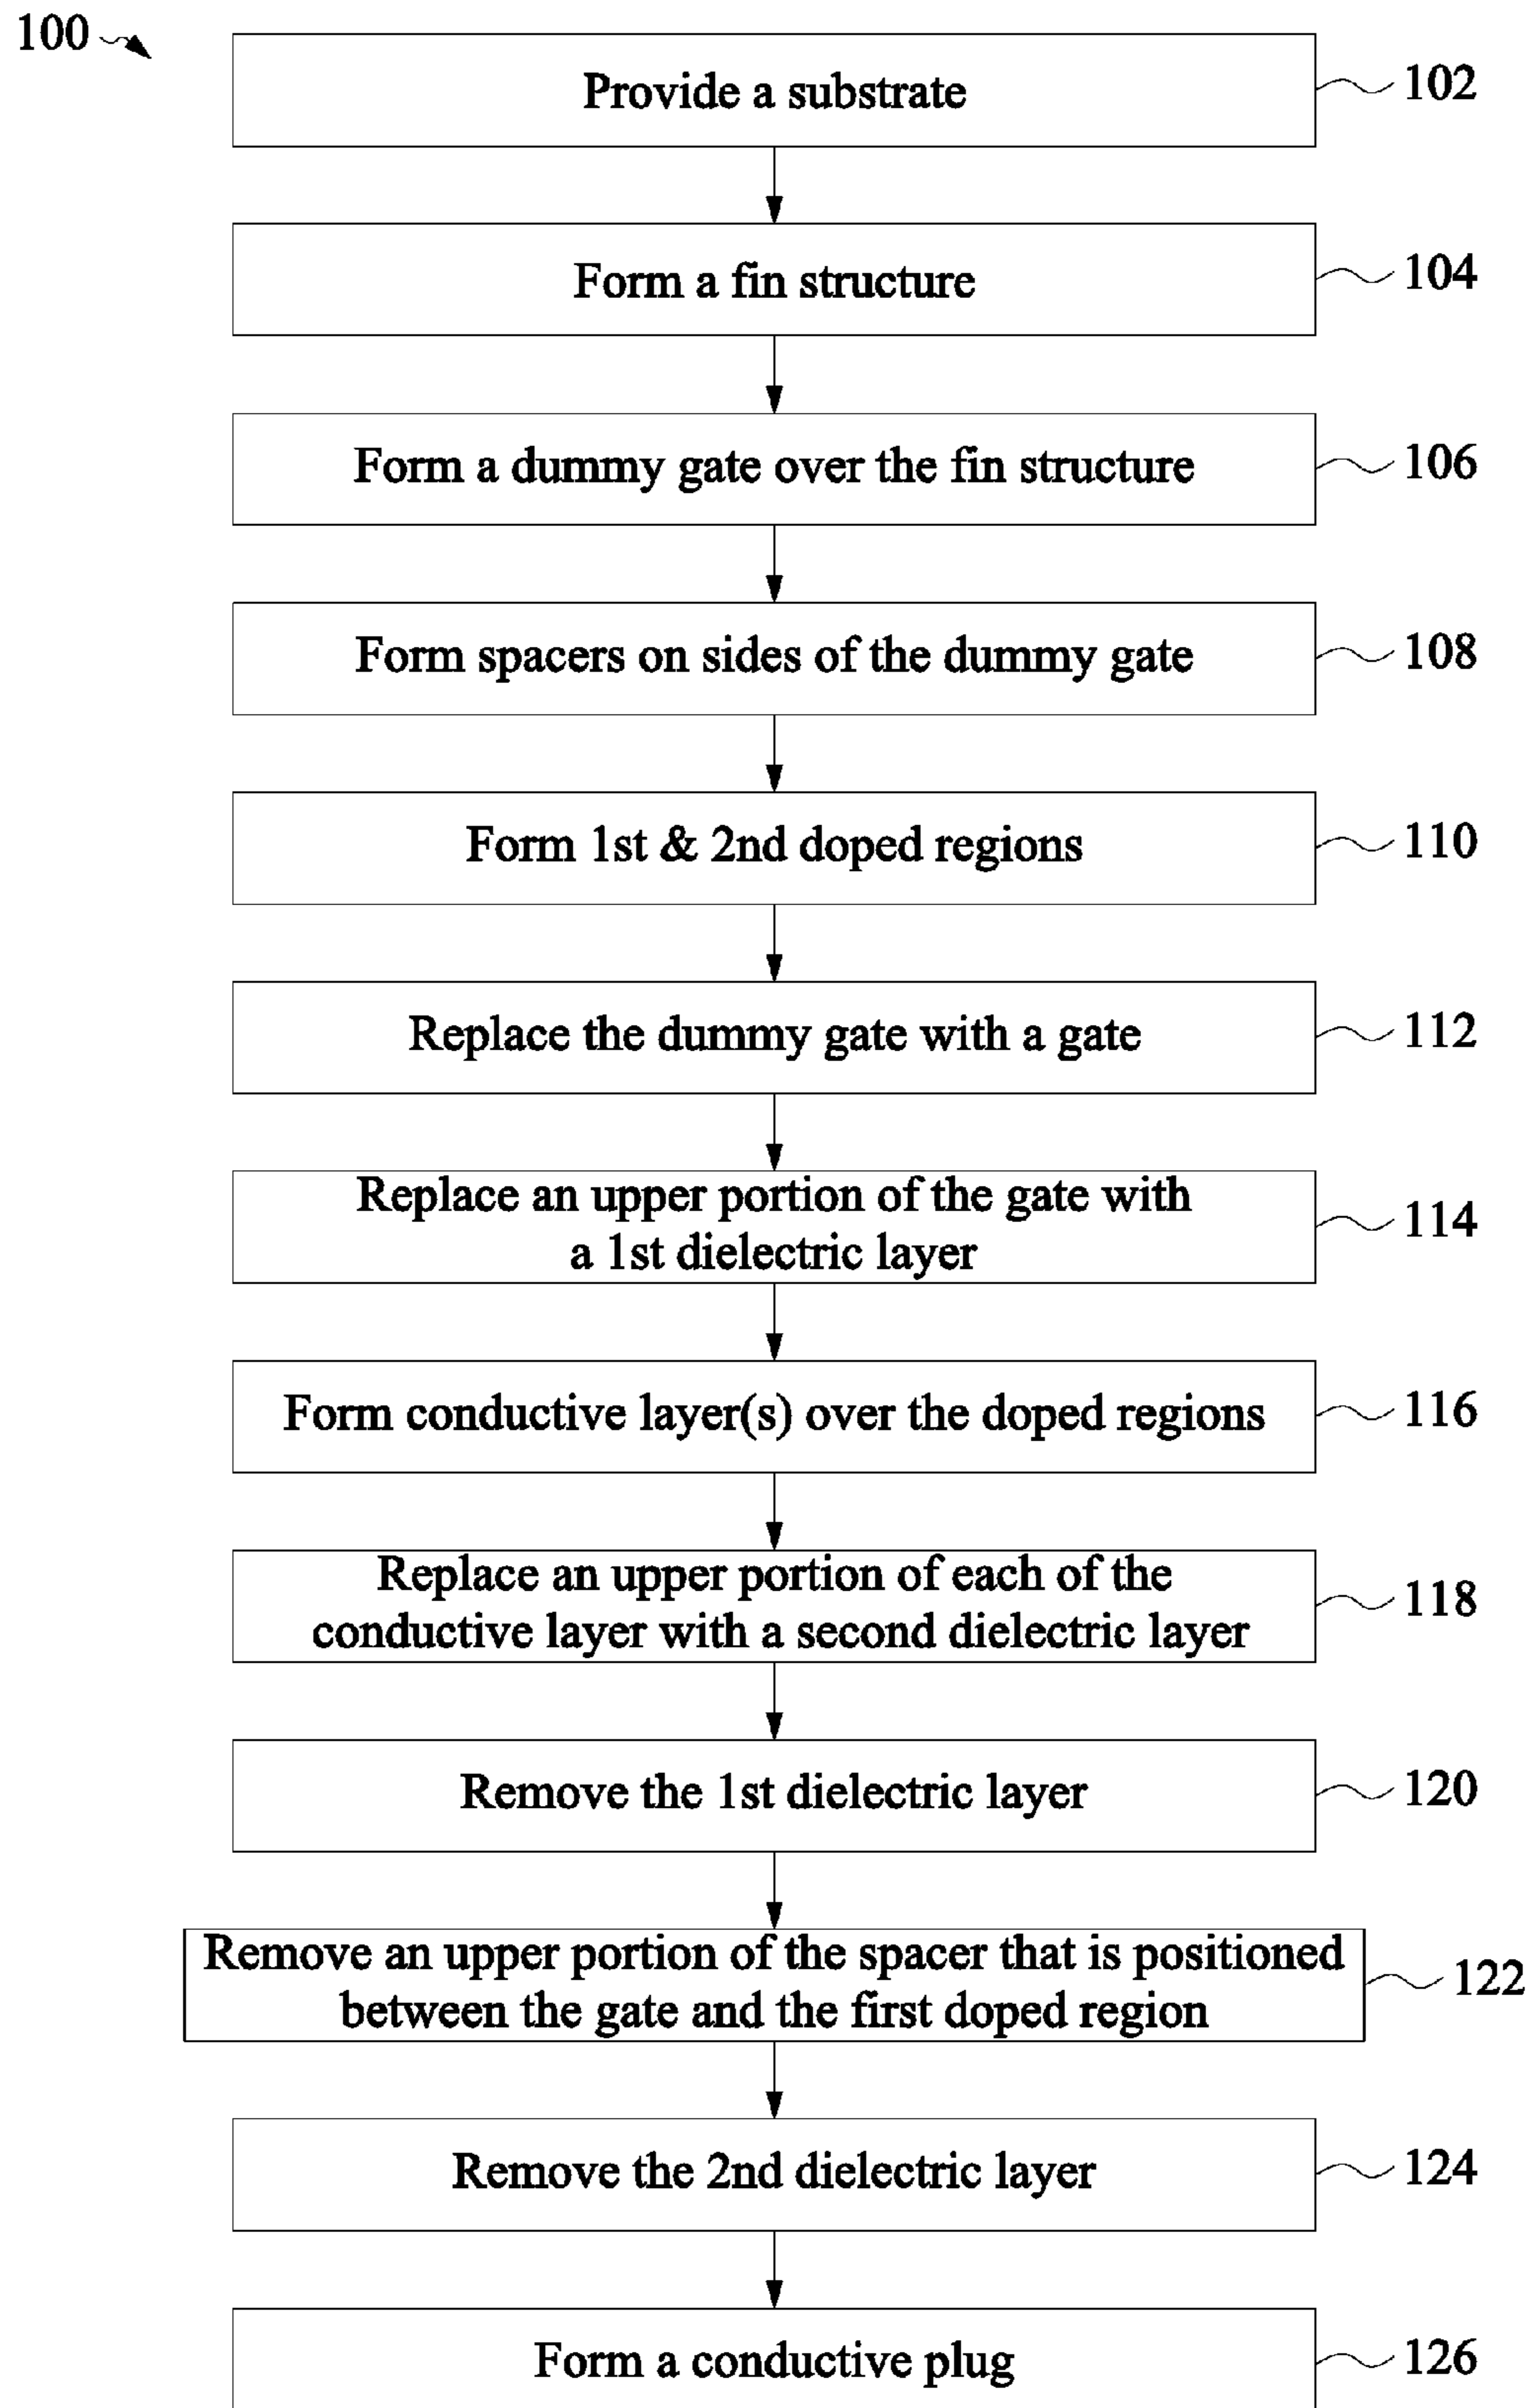 100
Provide a substrate
102
Form a fin structure
104
Form a dummy gate over the fin structure
106
Form spacers on sides of the dummy gate
108
Form 1st & 2nd doped regions
110
Replace the dummy gate with a gate
112
Replace an upper portion of the gate with
a 1st dielectric layer
114
Form conductive layer(s) over the doped regions
116
Replace an upper portion of each of the
conductive layer with a second dielectric layer
118
Remove the 1st dielectric layer
120
Remove an upper portion of the spacer that is positioned
between the gate and the first doped region
122
Remove the 2nd dielectric layer
124
Form a conductive plug
126